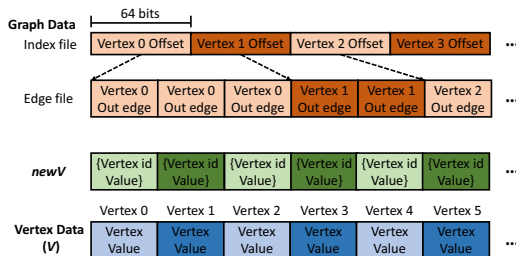 64 bits
Graph Data
Index file
Vertex 0 Offset Vertex 1 Offset Vertex 2 Offset Vertex 3 Offset ...
Edge file
Vertex 0 Vertex 0 Vertex 0 Vertex 1 Vertex 1 Vertex 2
Out edge Out edge Out edge Out edge Out edge Out edge ...
newV
{Vertex id {Vertex id {Vertex id {Vertex id {Vertex id {Vertex id
Value} Value} Value} Value} Value} Value} ...
Vertex 0 Vertex 1 Vertex 2 Vertex 3 Vertex 4 Vertex 5
Vertex Data
(V)
Vertex Vertex Vertex Vertex Vertex Vertex
Value Value Value Value Value Value ...